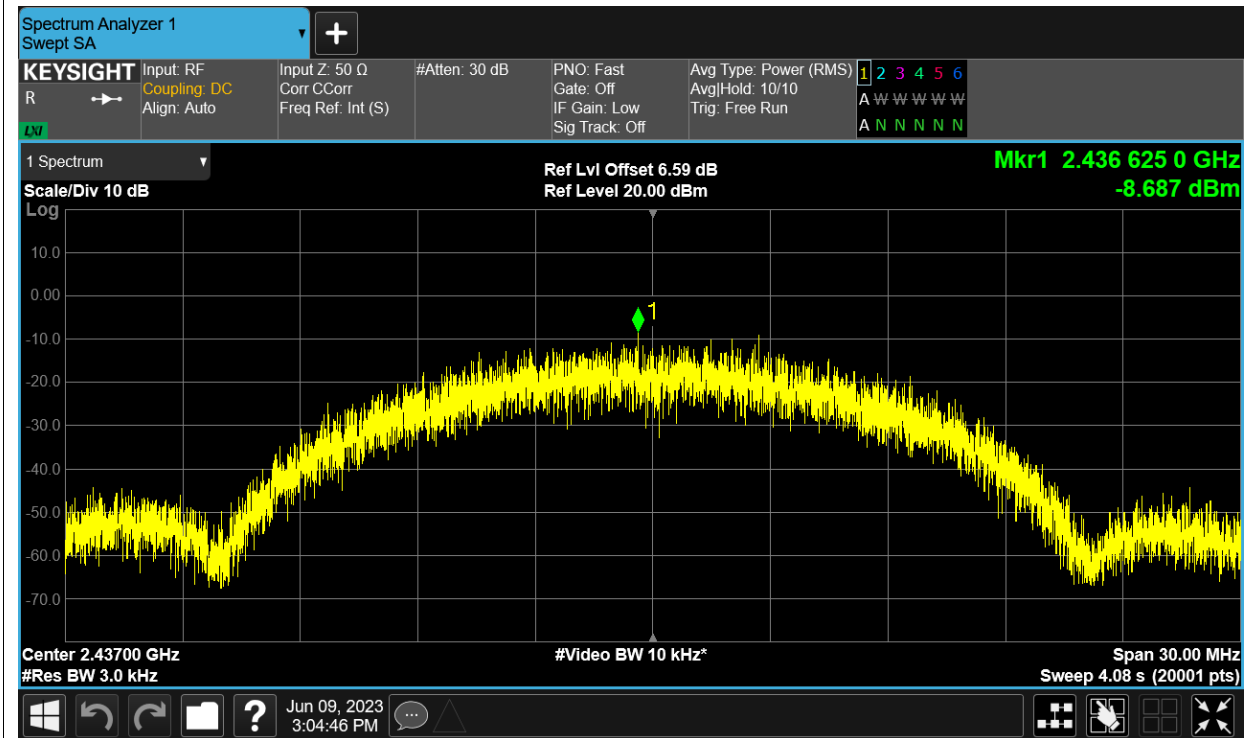 Spectrum Analyzer 1
Swept SA
KEYSIGHT
R
LXI
Input: RF
Coupling: DC
Align: Auto
Input Z: 50 Ω
Corr CCorr
Freq Ref: Int (S)
#Atten: 30 dB
PNO: Fast
Gate: Off
IF Gain: Low
Sig Track: Off
Avg Type: Power (RMS)
Avg|Hold: 10/10
Trig: Free Run
1 2 3 4 5 6
A W W W W W
A N N N N N
1 Spectrum
Scale/Div 10 dB
Log
Ref Lvl Offset 6.59 dB
Ref Level 20.00 dBm
Mkr1 2.436 625 0 GHz
-8.687 dBm
10.0
0.00
1
-10.0
-20.0
-30.0
-40.0
-50.0
-60.0
-70.0
Center 2.43700 GHz
#Video BW 10 kHz*
Span 30.00 MHz
#Res BW 3.0 kHz
Sweep 4.08 s (20001 pts)
?
Jun 09, 2023
3:04:46 PM